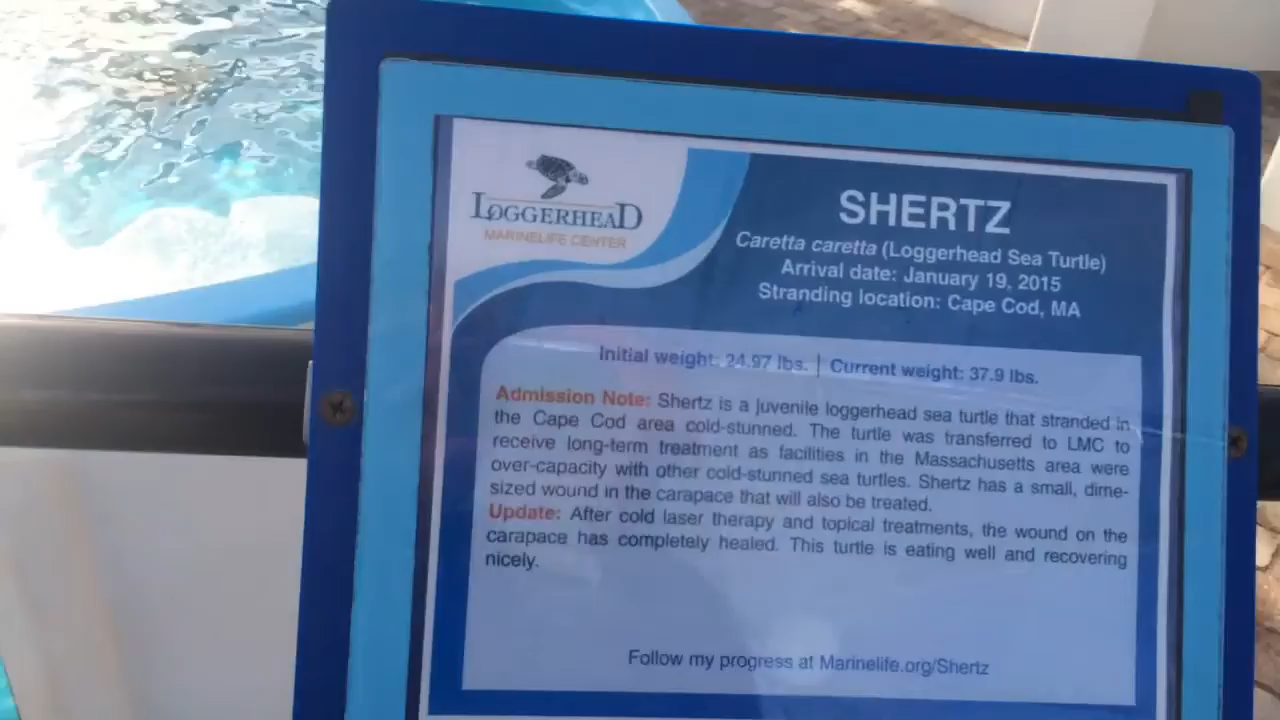 LOGGERHEAD
MARINELIFE CENTER
SHERTZ
Caretta caretta (Loggerhead Sea Turtle)
Arrival date: January 19, 2015
Stranding location: Cape Cod, MA
Initial weight: 24.97 lbs. | Current weight: 37.9 lbs.
Admission Note: Shertz is a juvenile loggerhead sea turtle that stranded in
the Cape Cod area cold-stunned. The turtle was transferred to LMC to
receive long-term treatment as facilities in the Massachusetts area were
over-capacity with other cold-stunned sea turtles. Shertz has a small, dime-
sized wound in the carapace that will also be treated.
Update: After cold laser therapy and topical treatments, the wound on the
carapace has completely healed. This turtle is eating well and recovering
nicely.
Follow my progress at Marinelife.org/Shertz